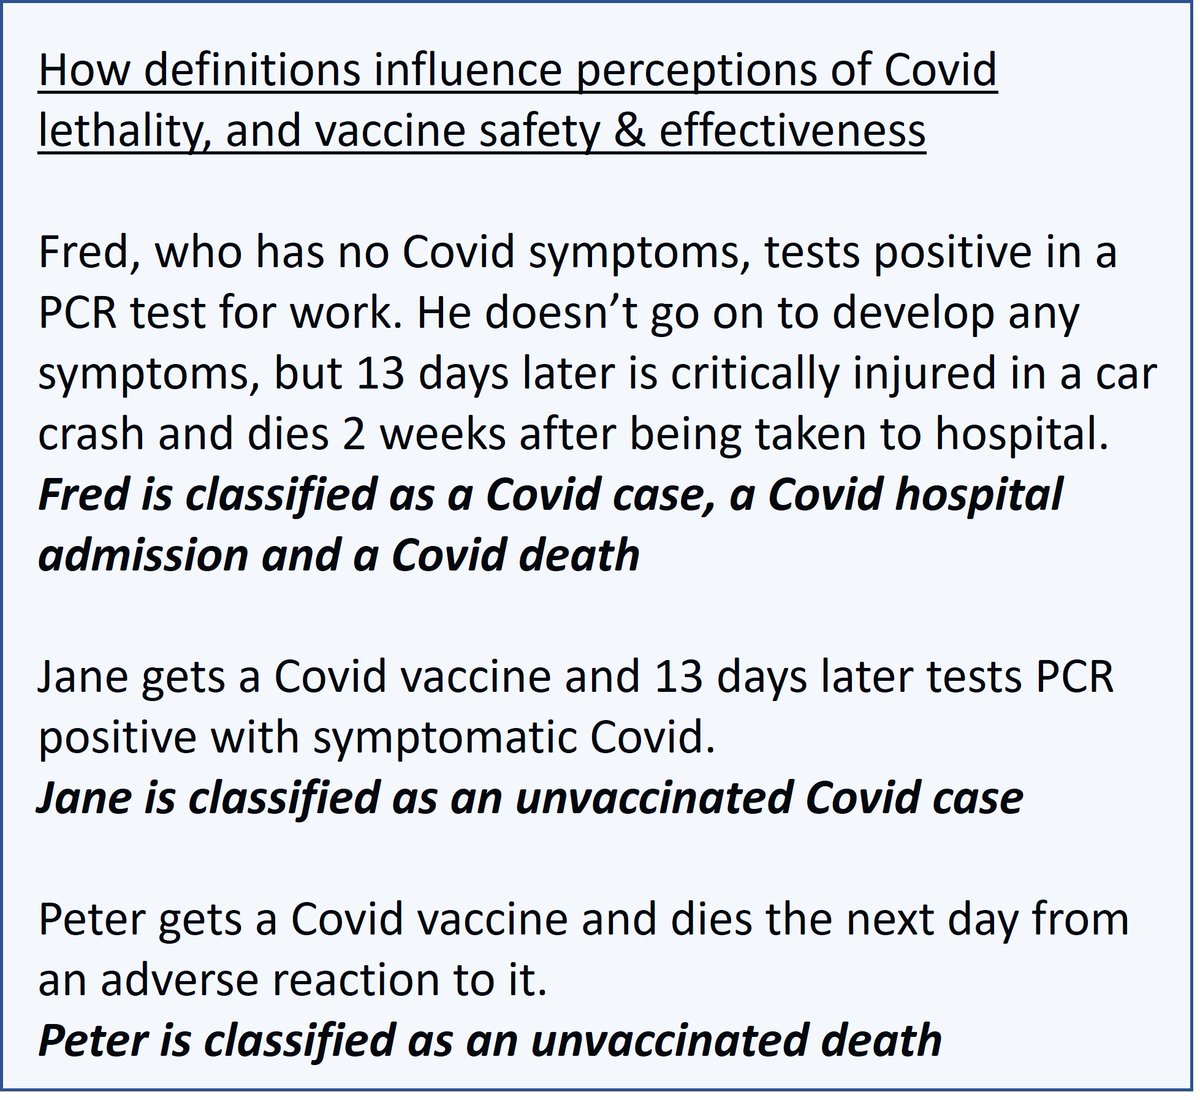 How definitions influence perceptions of Covid
lethality, and vaccine safety & effectiveness
Fred, who has no Covid symptoms, tests positive in a
PCR test for work. He doesn’t go on to develop any
symptoms, but 13 days later is critically injured in a car
crash and dies 2 weeks after being taken to hospital.
Fred is classified as a Covid case, a Covid hospital
admission and a Covid death
Jane gets a Covid vaccine and 13 days later tests PCR
positive with symptomatic Covid.
Jane is classified as an unvaccinated Covid case
Peter gets a Covid vaccine and dies the next day from
an adverse reaction to it.
Peter is classified as an unvaccinated death